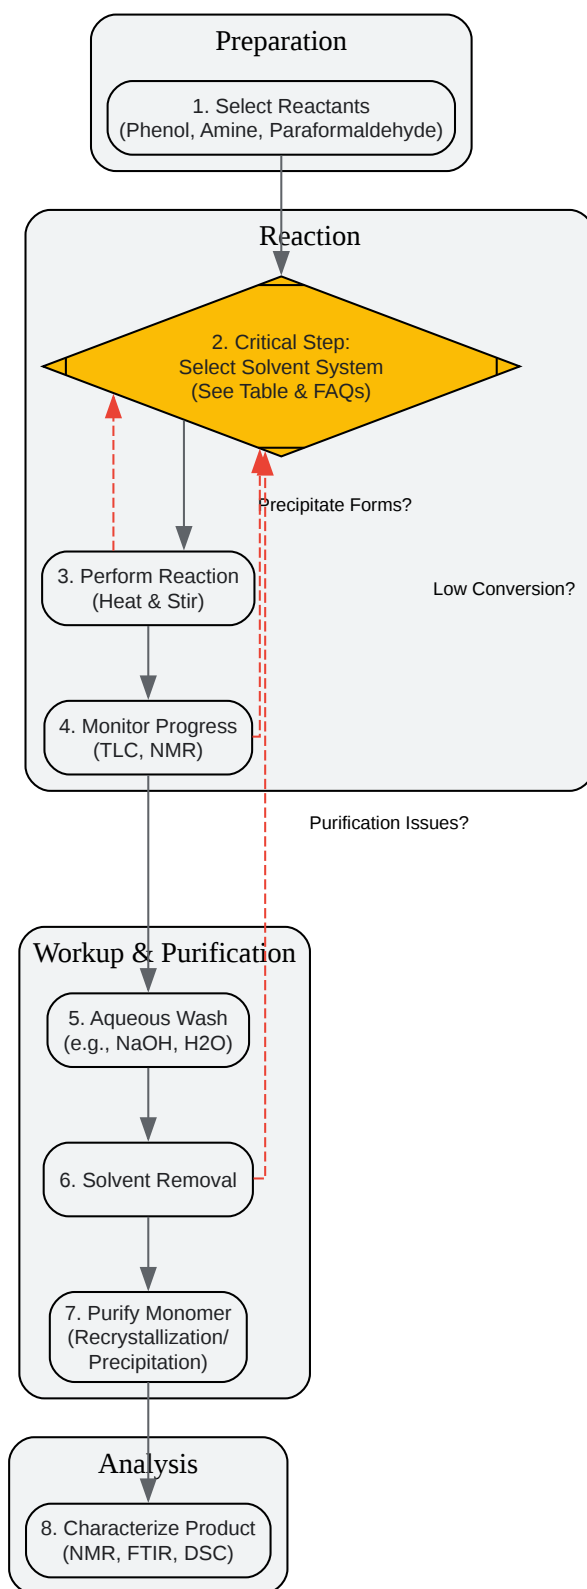 Preparation
1. Select Reactants
(Phenol, Amine, Paraformaldehyde)
Reaction
2. Critical Step:
Select Solvent System
(See Table & FAQs)
Precipitate Forms?
3. Perform Reaction
(Heat & Stir)
Low Conversion?
4. Monitor Progress
(TLC, NMR)
Purification Issues?
Workup & Purification
5. Aqueous Wash
(e.g., NaOH, H2O)
6. Solvent Removal
7. Purify Monomer
(Recrystallization/
Precipitation)
Analysis
8. Characterize Product
(NMR, FTIR, DSC)